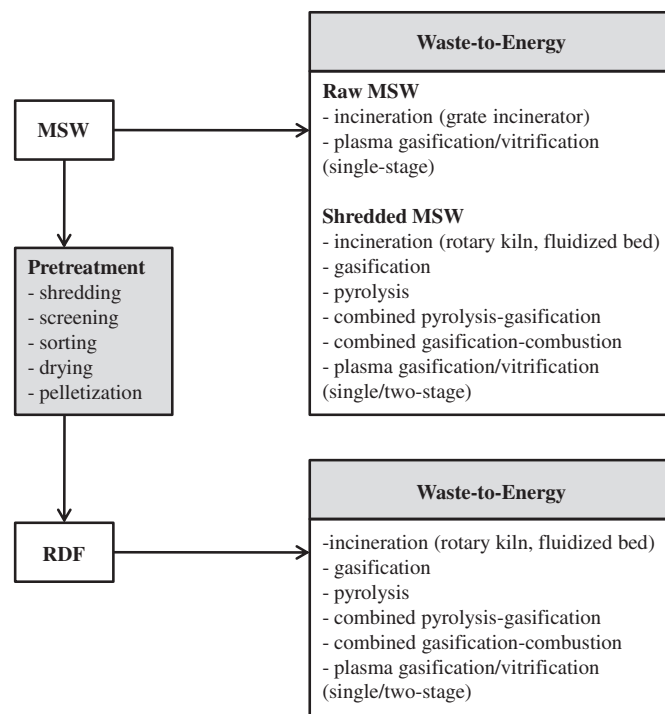 Waste-to-Energy
MSW
Raw MSW
- incineration (grate incinerator)
- plasma gasification/vitrification
(single-stage)
Shredded MSW
- incineration (rotary kiln, fluidized bed)
- gasification
- pyrolysis
- combined pyrolysis-gasification
- combined gasification-combustion
- plasma gasification/vitrification
(single/two-stage)
Pretreatment
- shredding
- screening
- sorting
- drying
- pelletization
RDF
Waste-to-Energy
-incineration (rotary kiln, fluidized bed)
- gasification
- pyrolysis
- combined pyrolysis-gasification
- combined gasification-combustion
- plasma gasification/vitrification
(single/two-stage)